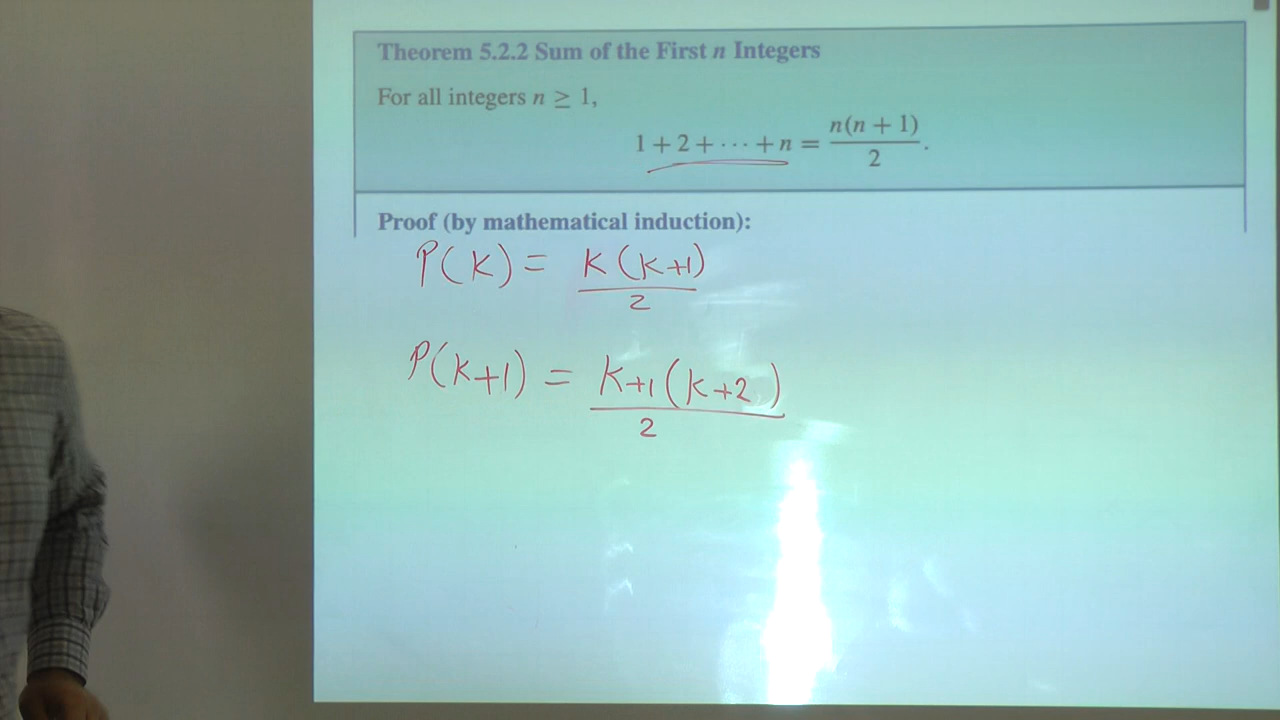 Theorem 5.2.2 Sum of the First n Integers
For all integers n ≥ 1,
1 + 2 + ··· + n = n(n + 1)/2.
Proof (by mathematical induction):
P(K) = K(K+1)/2
P(K+1) = K+1(K+2)/2